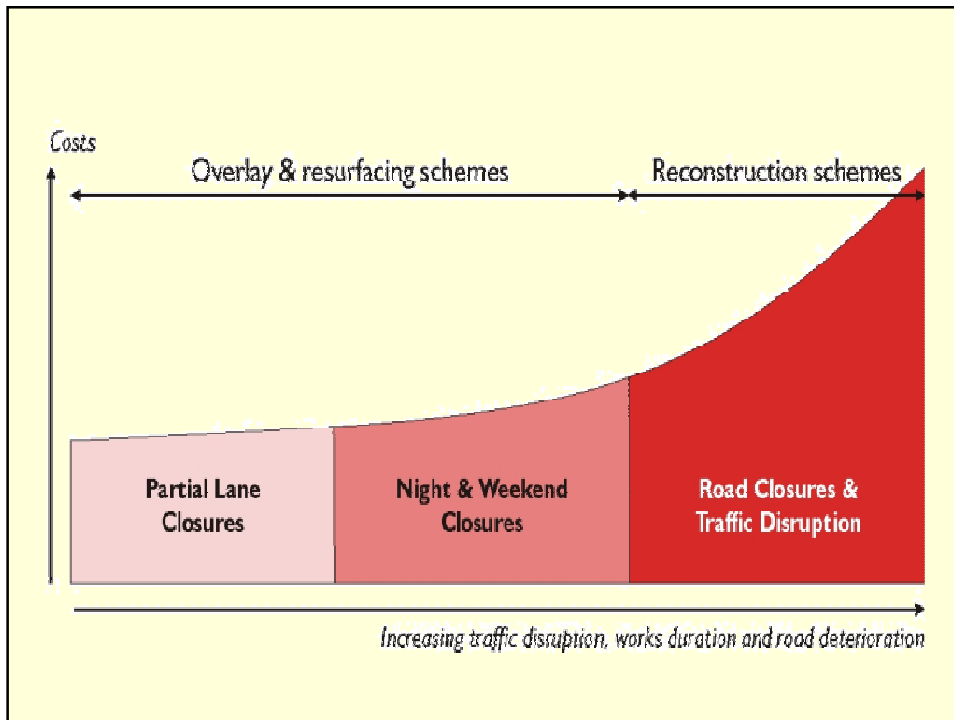 Costs
Overlay & resurfacing schemes
Reconstruction schemes
Partial Lane
Closures
Night & Weekend
Closures
Road Closures &
Traffic Disruption
Increasing traffic disruption, works duration and road deterioration